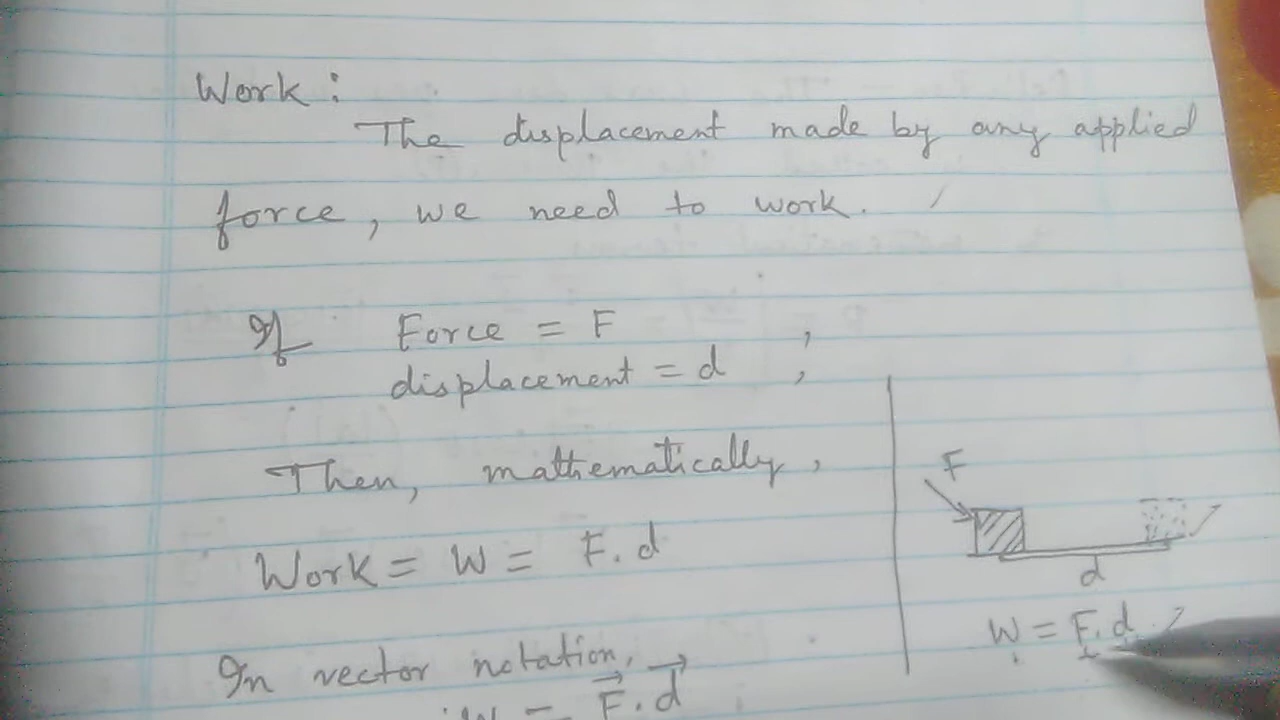 Work :
The displacement made by any applied
force, we need to work.
If Force = F ,
displacement = d ,
Then, mathematically,
Work = W = F. d
In vector notation,
W = F⃗. d⃗
F
d
W = F. d